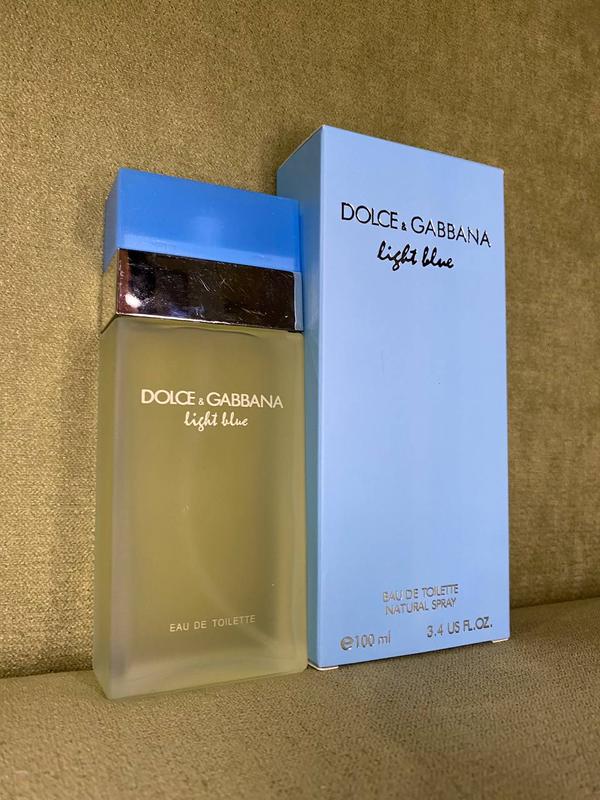 DOLCE & GABBANA
light blue
EAU DE TOILETTE
DOLCE & GABBANA
light blue
EAU DE TOILETTE
NATURAL SPRAY
℮100 ml 3.4 US FL.OZ.